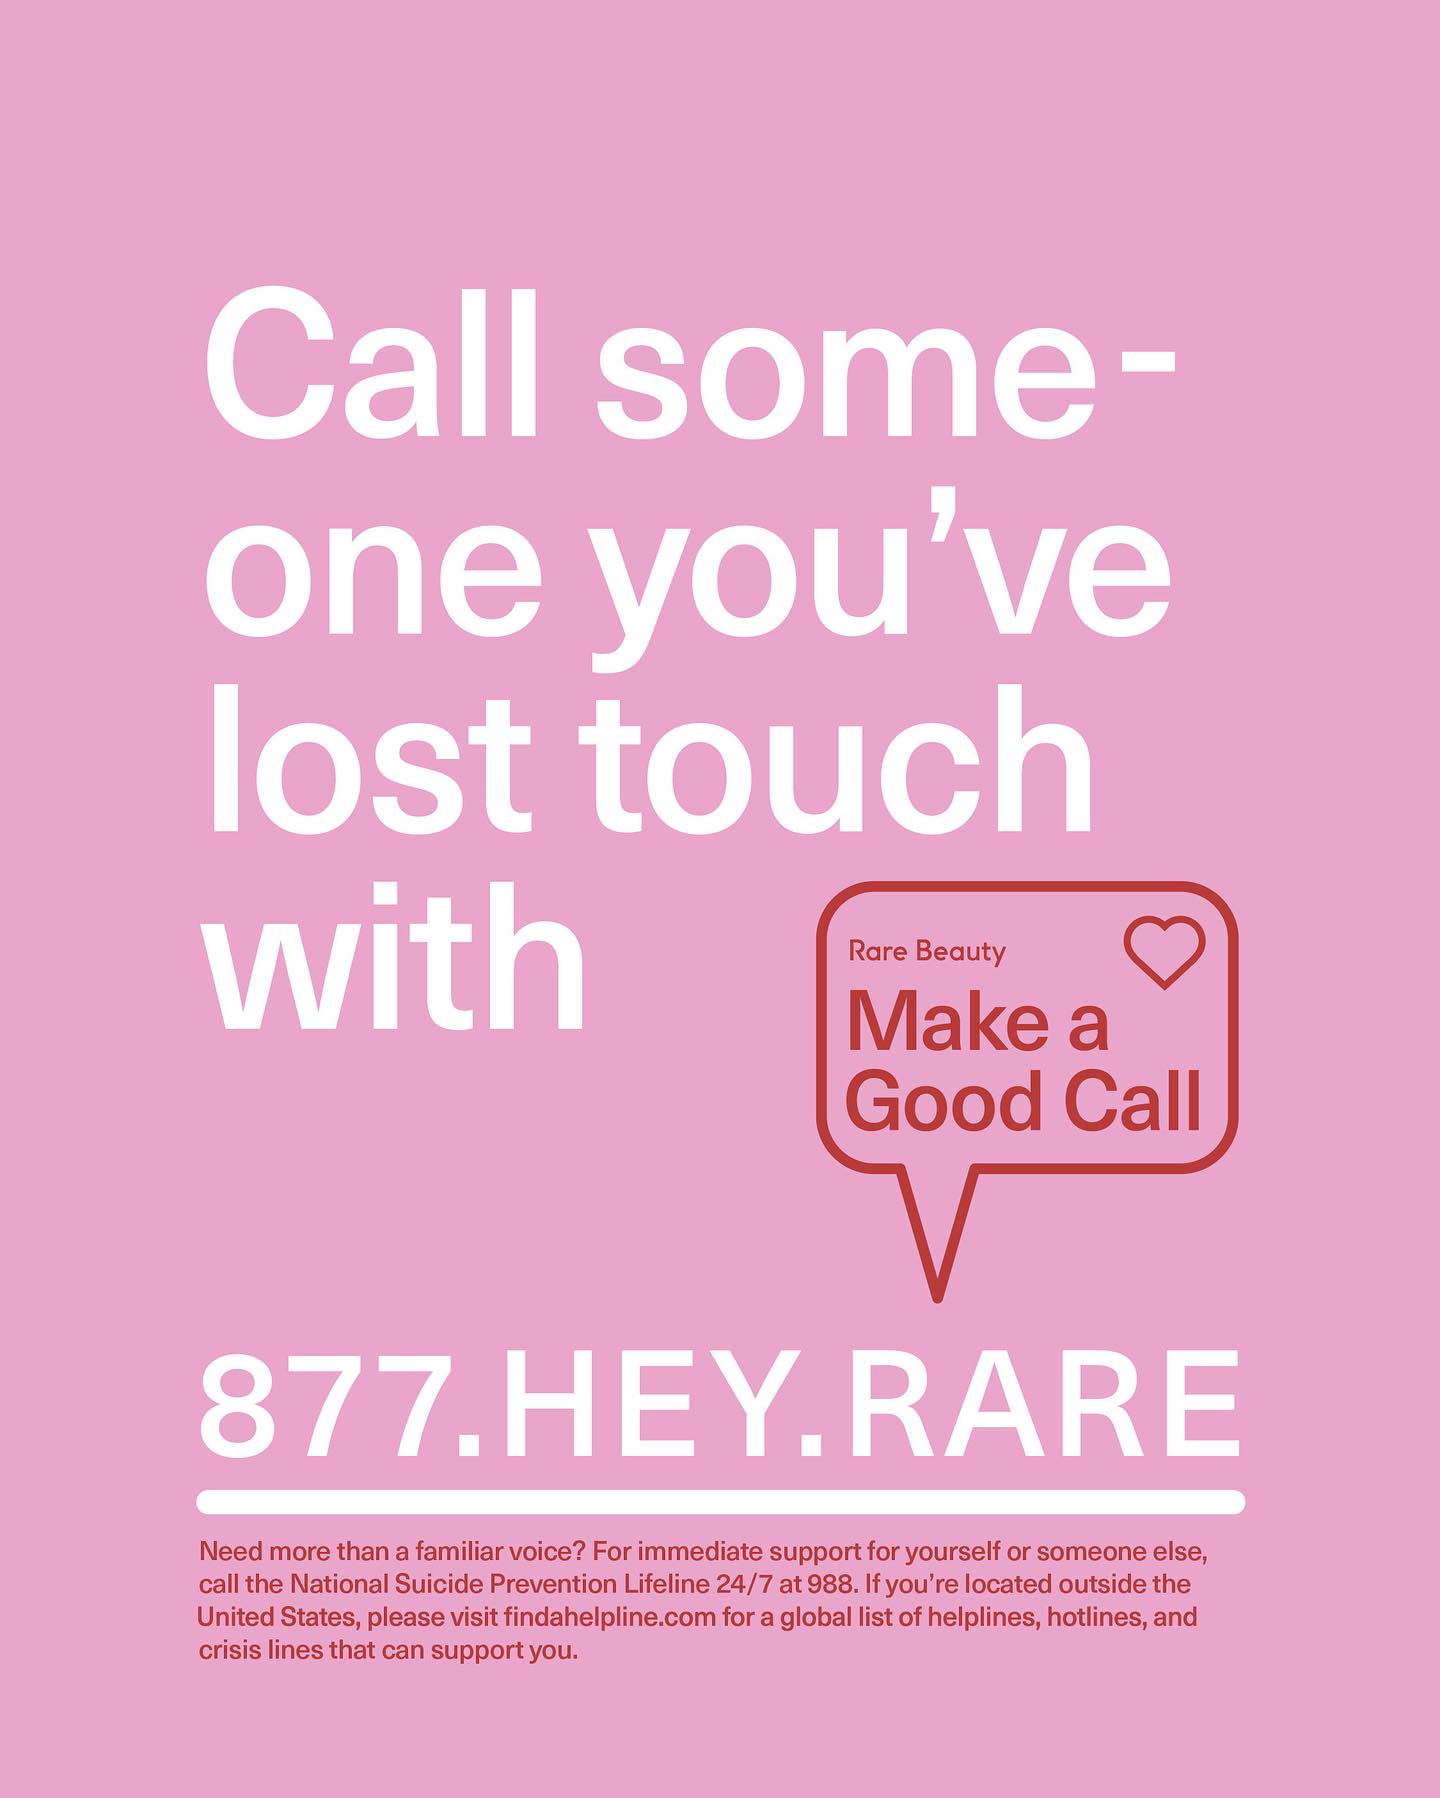 Call some-
one you’ve
lost touch
with
Rare Beauty
Make a
Good Call
877.HEY.RARE
Need more than a familiar voice? For immediate support for yourself or someone else,
call the National Suicide Prevention Lifeline 24/7 at 988. If you’re located outside the
United States, please visit findahelpline.com for a global list of helplines, hotlines, and
crisis lines that can support you.